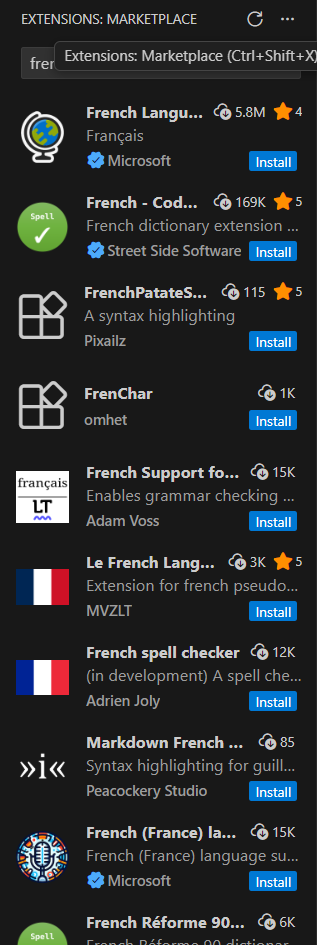 EXTENSIONS: MARKETPLACE
Extensions: Marketplace (Ctrl+Shift+X)
French Langu... 5.8M 4
Français
Microsoft Install
Spell
French - Cod... 169K 5
French dictionary extension ...
Street Side Software Install
FrenchPatateS... 115 5
A syntax highlighting
Pixailz Install
FrenChar 1K
omhet Install
français
LT
French Support fo... 15K
Enables grammar checking ...
Adam Voss Install
Le French Lang... 3K 5
Extension for french pseudo...
MVZLT Install
French spell checker 12K
(in development) A spell che...
Adrien Joly Install
»i«
Markdown French ... 85
Syntax highlighting for guill...
Peacockery Studio Install
French (France) la... 15K
French (France) language su...
Microsoft Install
Spell
French Réforme 90... 6K